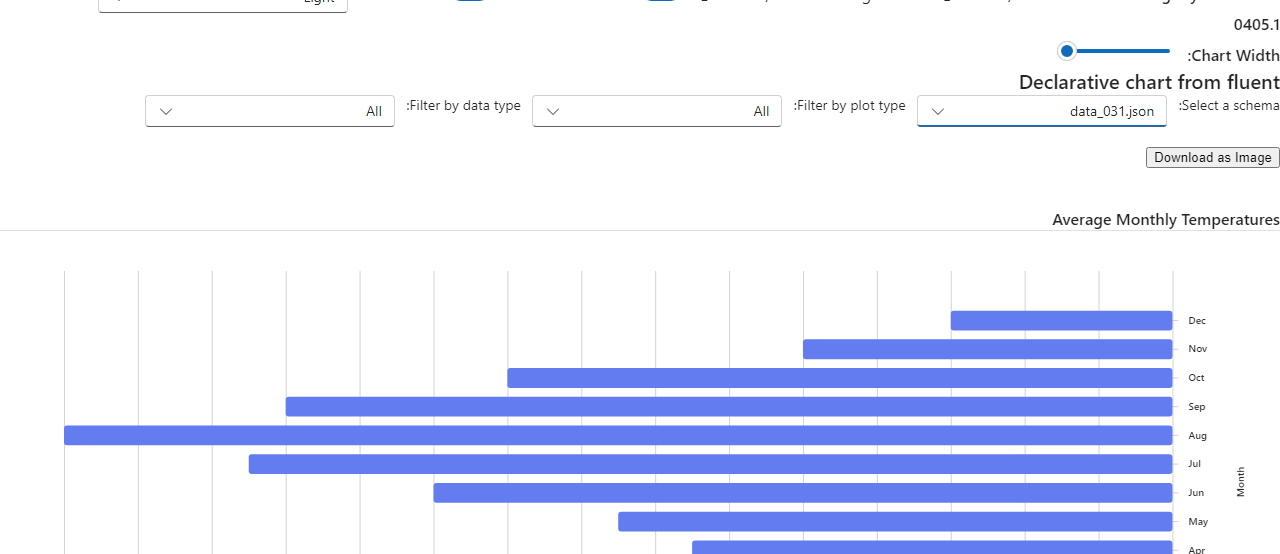 Light
0405.1
:Chart Width
Declarative chart from fluent
:Select a schema
data_031.json
:Filter by plot type
All
:Filter by data type
All
Download as Image
Average Monthly Temperatures
Dec
Nov
Oct
Sep
Aug
Jul
Jun
May
Apr
Month